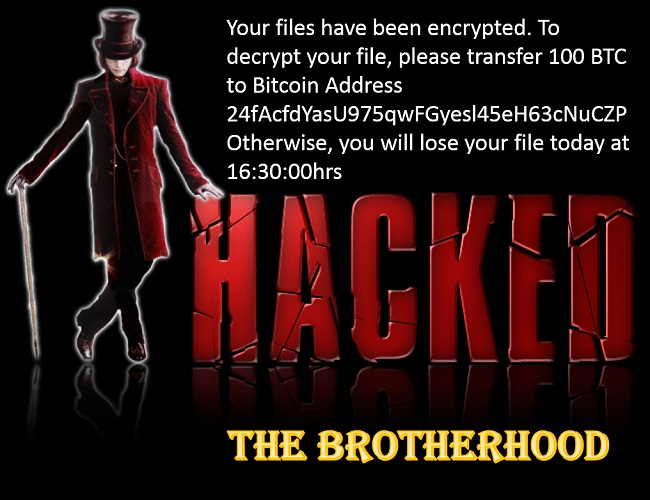 Your files have been encrypted. To
decrypt your file, please transfer 100 BTC
to Bitcoin Address
24fAcfdYasU975qwFGyesl45eH63cNuCZP
Otherwise, you will lose your file today at
16:30:00hrs
HACKED
THE BROTHERHOOD